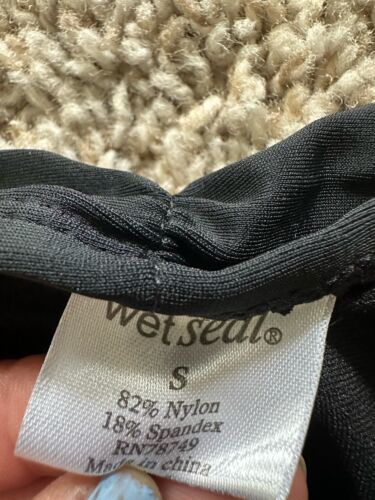 wet seal®
S
82% Nylon
18% Spandex
RN78749
Made in china